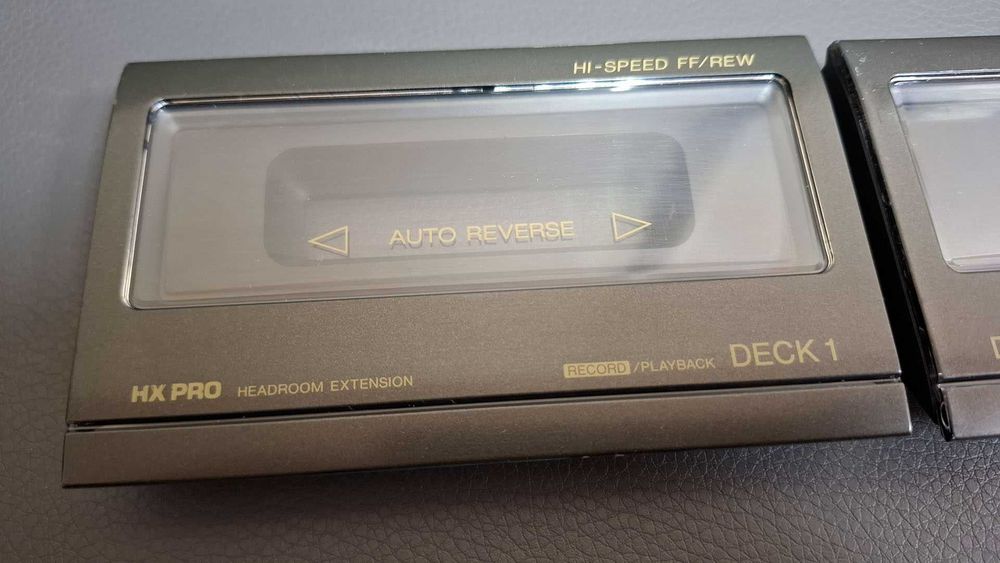 HI-SPEED FF/REW
AUTO REVERSE
HX PRO HEADROOM EXTENSION
RECORD /PLAYBACK DECK 1